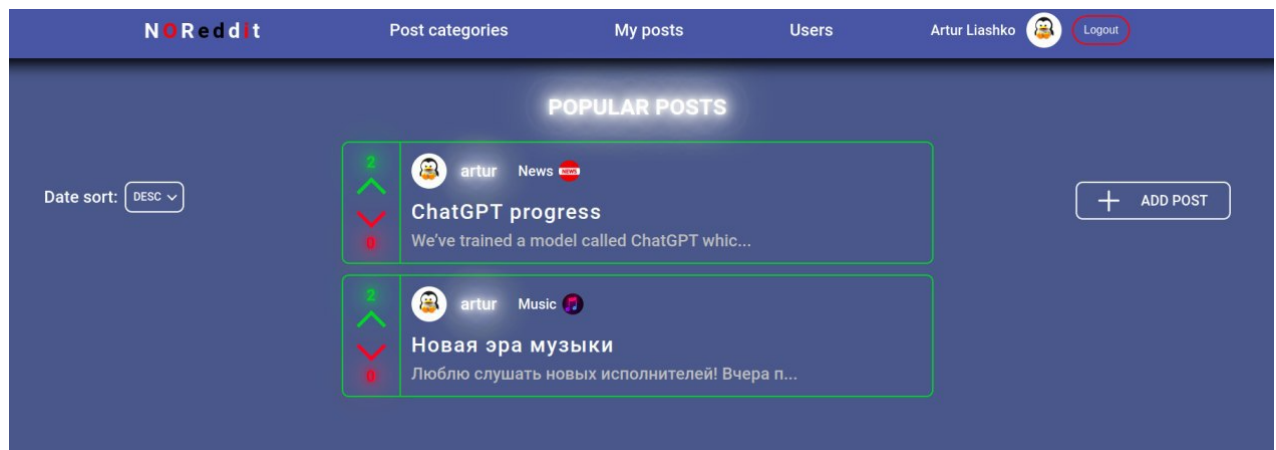 NOReddit Post categories My posts Users Artur Liashko Logout
POPULAR POSTS
Date sort: DESC
ADD POST
2
artur News NEWS
ChatGPT progress
We've trained a model called ChatGPT whic...
0
2
artur Music
Новая эра музыки
Люблю слушать новых исполнителей! Вчера п...
0